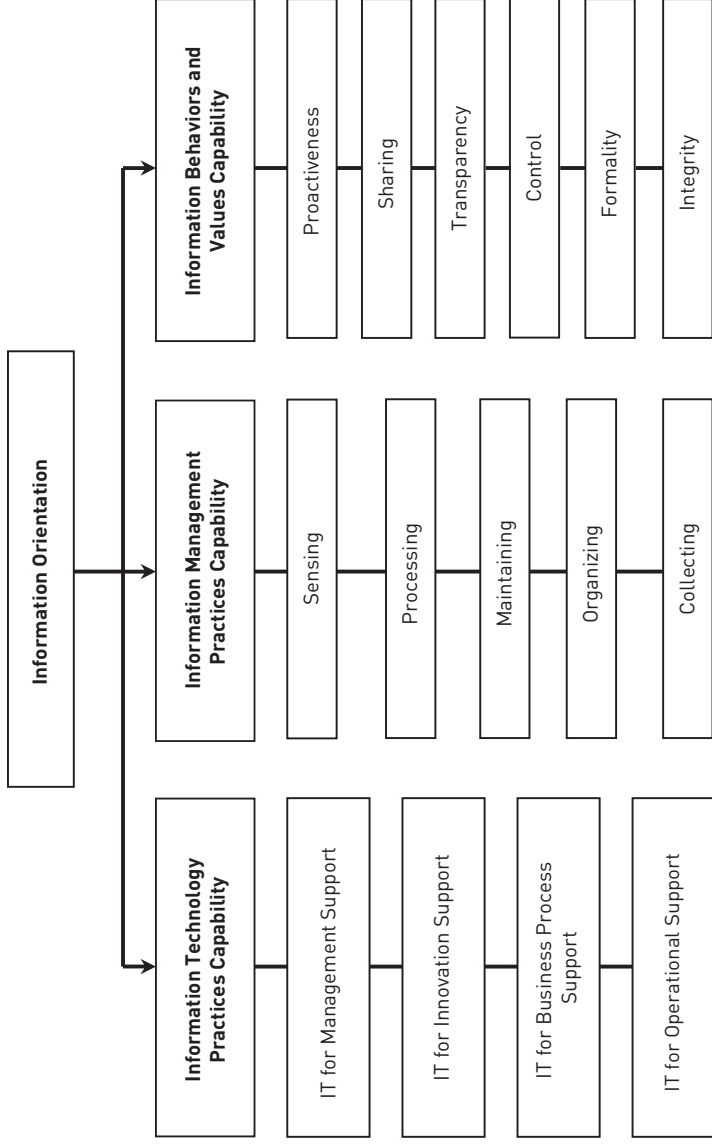 Information Orientation
Information Technology
Practices Capability
IT for Management Support
IT for Innovation Support
IT for Business Process
Support
IT for Operational Support
Information Management
Practices Capability
Sensing
Processing
Maintaining
Organizing
Collecting
Information Behaviors and
Values Capability
Proactiveness
Sharing
Transparency
Control
Formality
Integrity